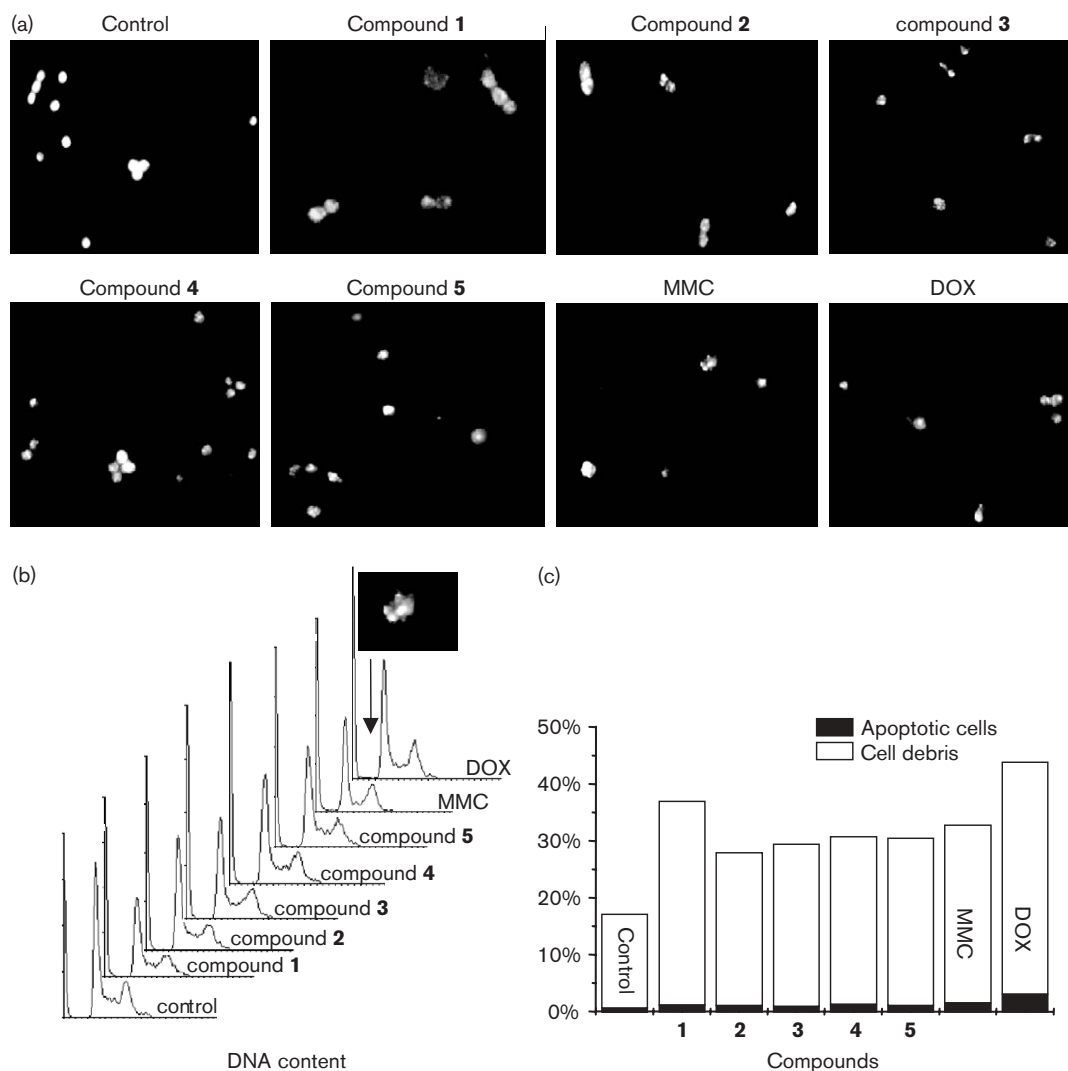 (a)
Control
Compound 1
Compound 2
compound 3
Compound 4
Compound 5
MMC
DOX
(b)
DOX
MMC
compound 5
compound 4
compound 3
compound 2
compound 1
control
DNA content
(c)
50%
40%
30%
20%
10%
0%
Apoptotic cells
Cell debris
Control
MMC
DOX
1 2 3 4 5
Compounds